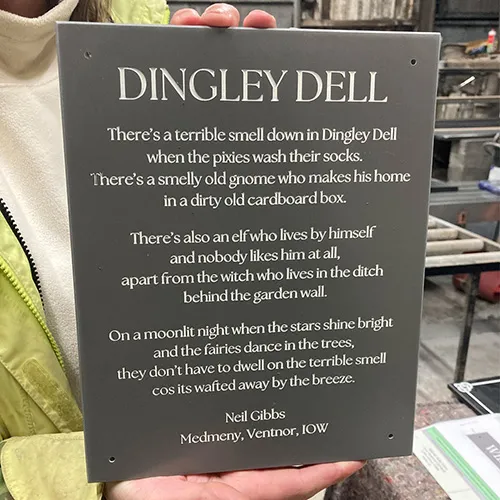 DINGLEY DELL
There's a terrible smell down in Dingley Dell
when the pixies wash their socks.
There's a smelly old gnome who makes his home
in a dirty old cardboard box.
There's also an elf who lives by himself
and nobody likes him at all,
apart from the witch who lives in the ditch
behind the garden wall.
On a moonlit night when the stars shine bright
and the fairies dance in the trees,
they don't have to dwell on the terrible smell
cos its wafted away by the breeze.
Neil Gibbs
Medmeny, Ventnor, IOW